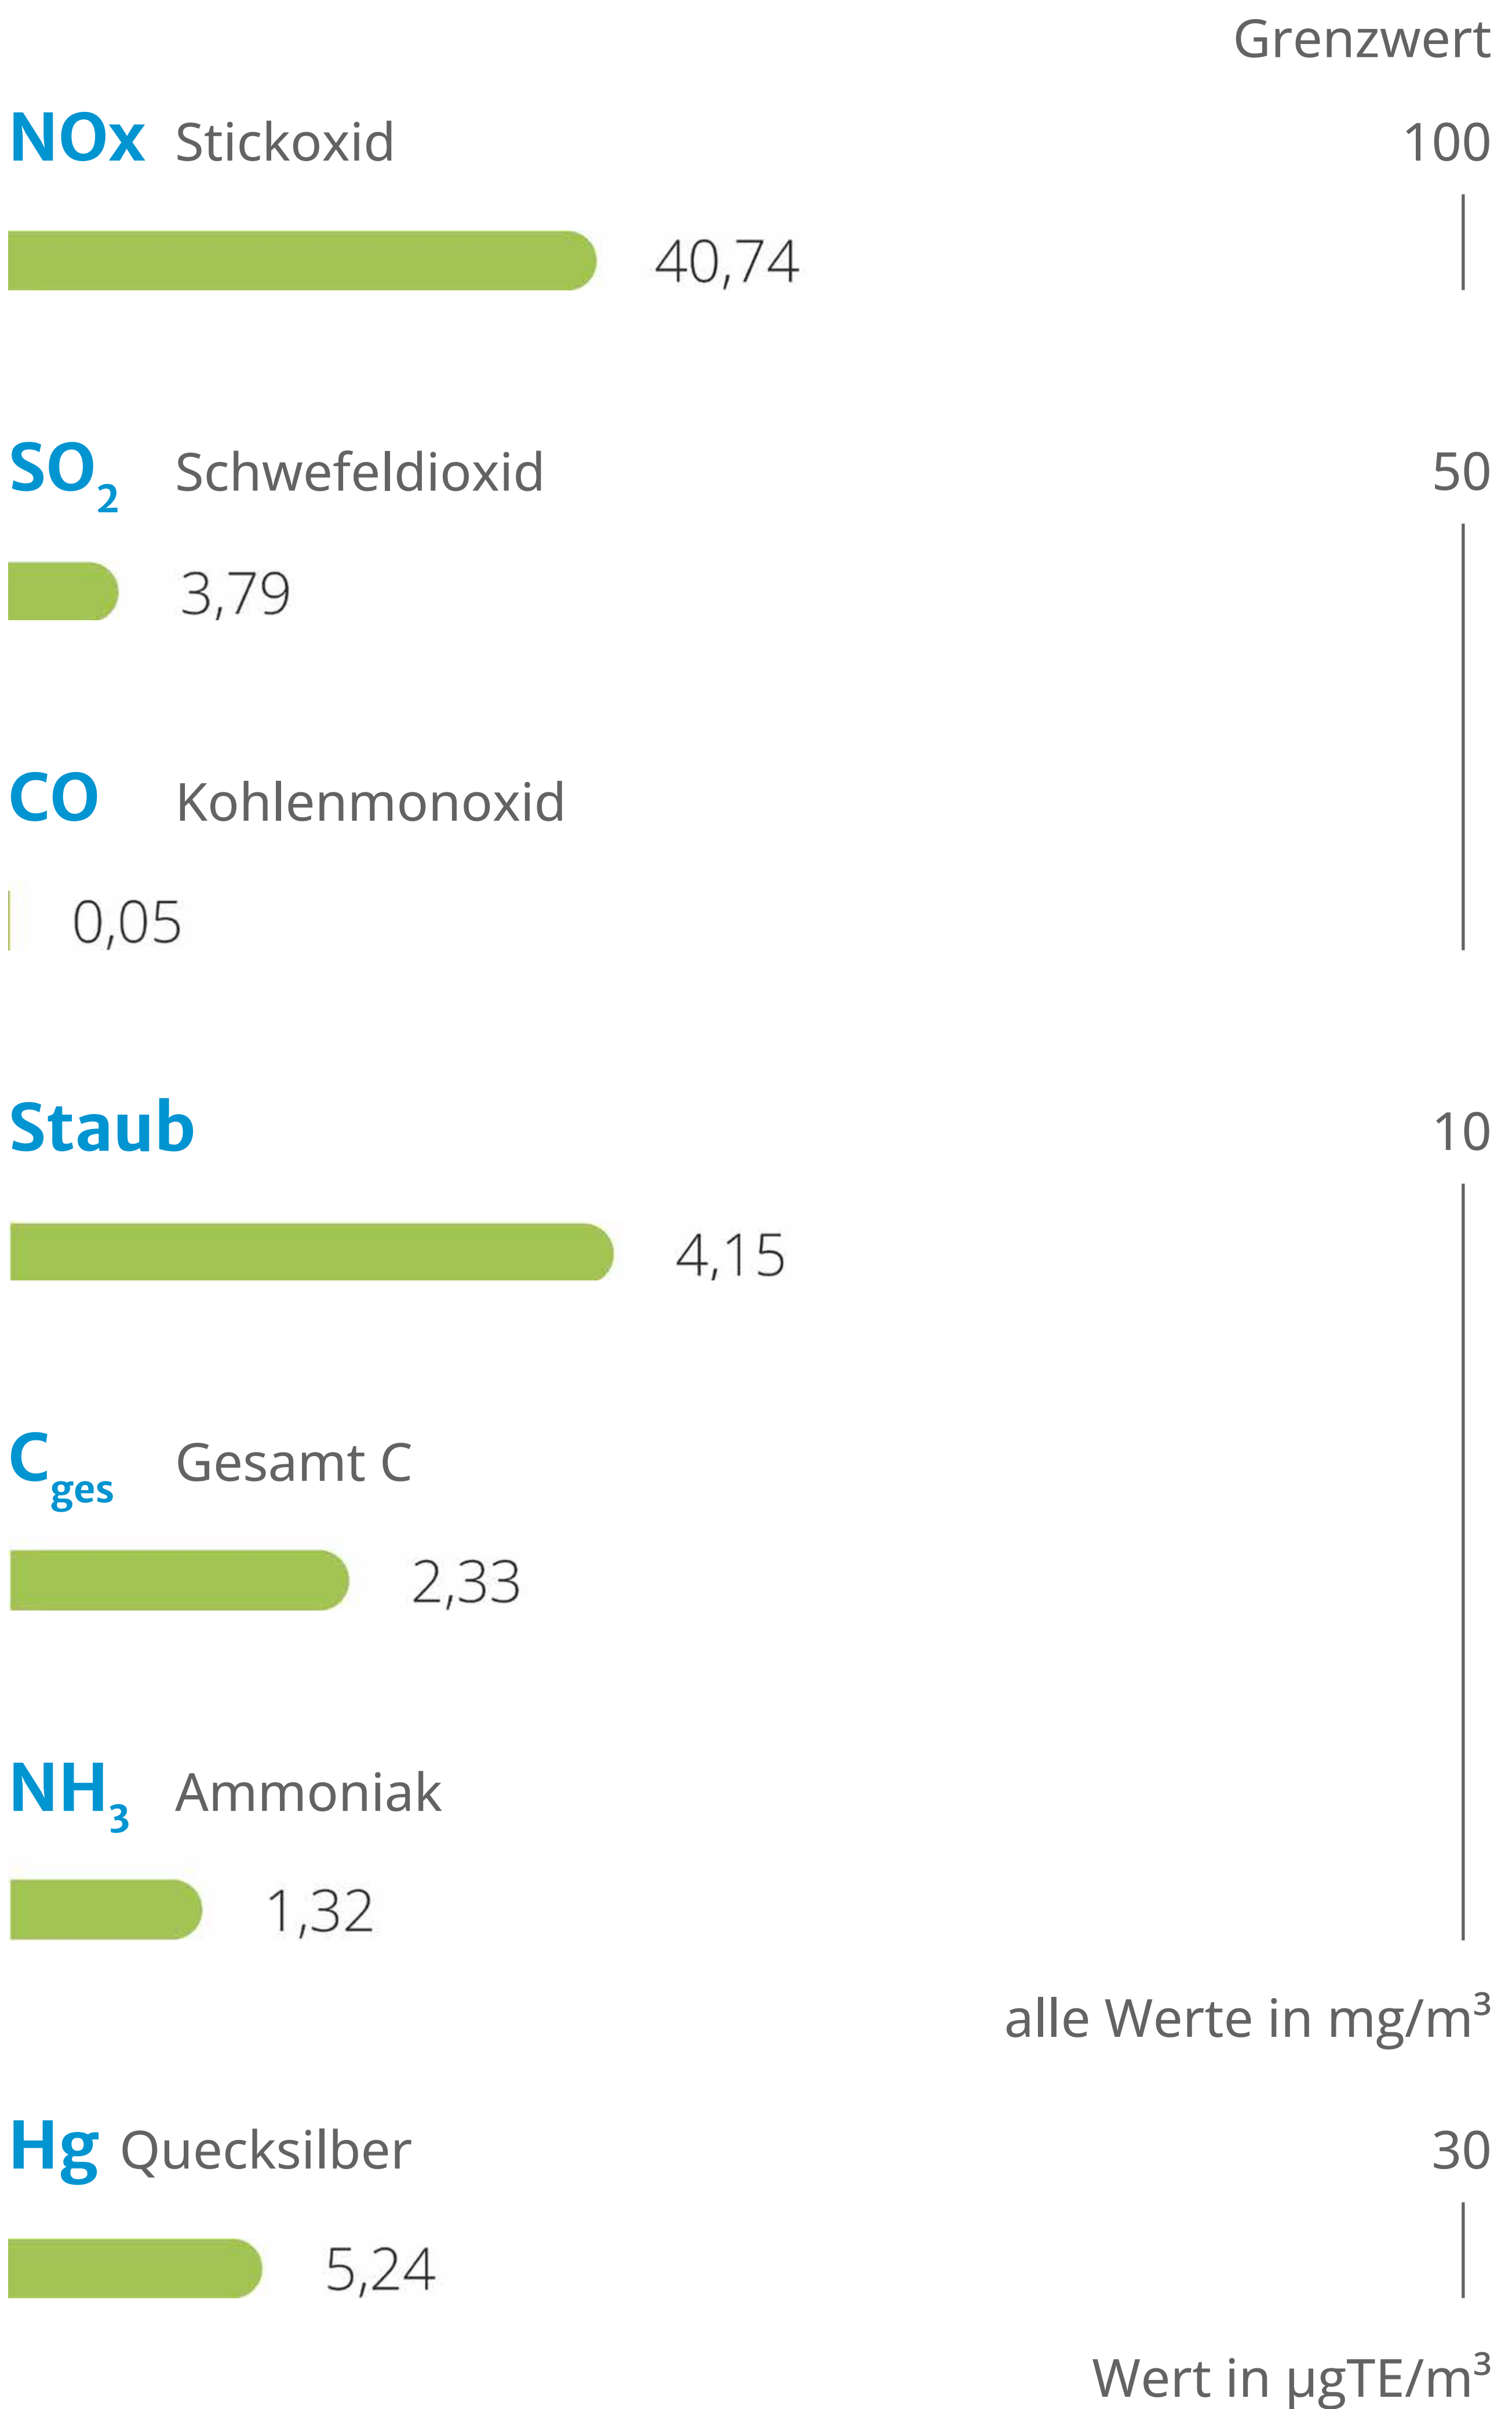 Grenzwert
NOx Stickoxid 100
40,74
SO₂ Schwefeldioxid 50
3,79
CO Kohlenmonoxid
0,05
Staub 10
4,15
Cges Gesamt C
2,33
NH₃ Ammoniak
1,32
alle Werte in mg/m³
Hg Quecksilber 30
5,24
Wert in µgTE/m³